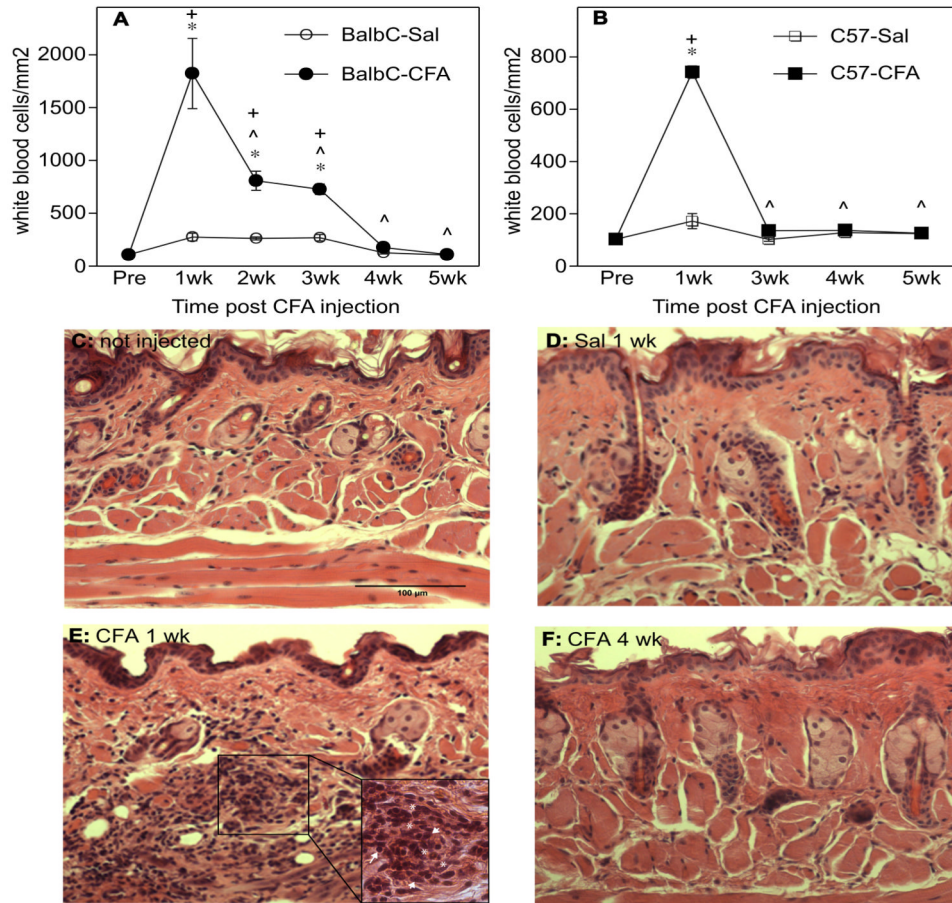 A
BalbC-Sal
BalbC-CFA
white blood cells/mm2
2000
1500
1000
500
0
+
*
+
^
*
+
^
*
^
^
Pre 1wk 2wk 3wk 4wk 5wk
Time post CFA injection
B
C57-Sal
C57-CFA
white blood cells/mm2
800
600
400
200
0
+
*
^
^
^
Pre 1wk 3wk 4wk 5wk
Time post CFA injection
C: not injected
100 µm
D: Sal 1 wk
E: CFA 1 wk
* * * * *
F: CFA 4 wk